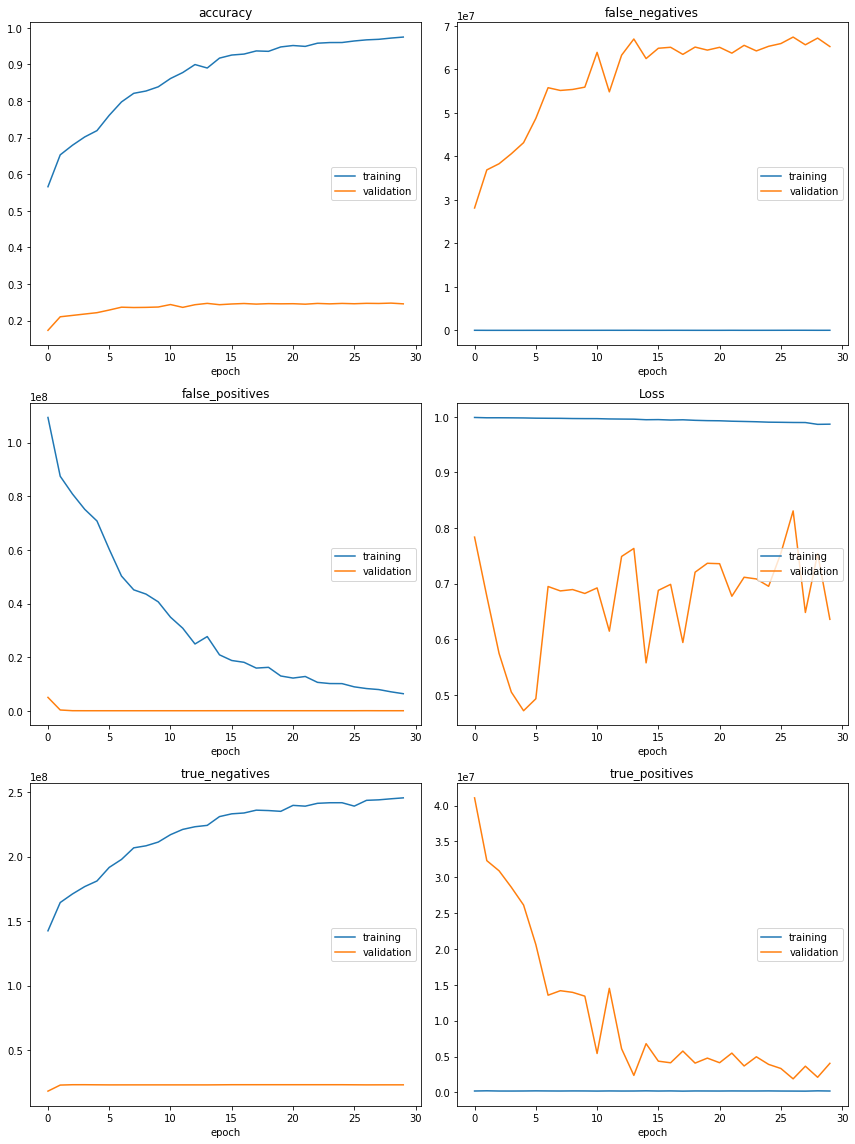 accuracy
1.0
0.9
0.8
0.7
0.6
0.5
0.4
0.3
0.2
training
validation
0 5 10 15 20 25 30
epoch
false_negatives
1e7
7
6
5
4
3
2
1
0
training
validation
0 5 10 15 20 25 30
epoch
false_positives
1e8
1.0
0.8
0.6
0.4
0.2
0.0
training
validation
0 5 10 15 20 25 30
epoch
Loss
1.0
0.9
0.8
0.7
0.6
0.5
training
validation
0 5 10 15 20 25 30
epoch
true_negatives
1e8
2.5
2.0
1.5
1.0
0.5
training
validation
0 5 10 15 20 25 30
epoch
true_positives
1e7
4.0
3.5
3.0
2.5
2.0
1.5
1.0
0.5
0.0
training
validation
0 5 10 15 20 25 30
epoch